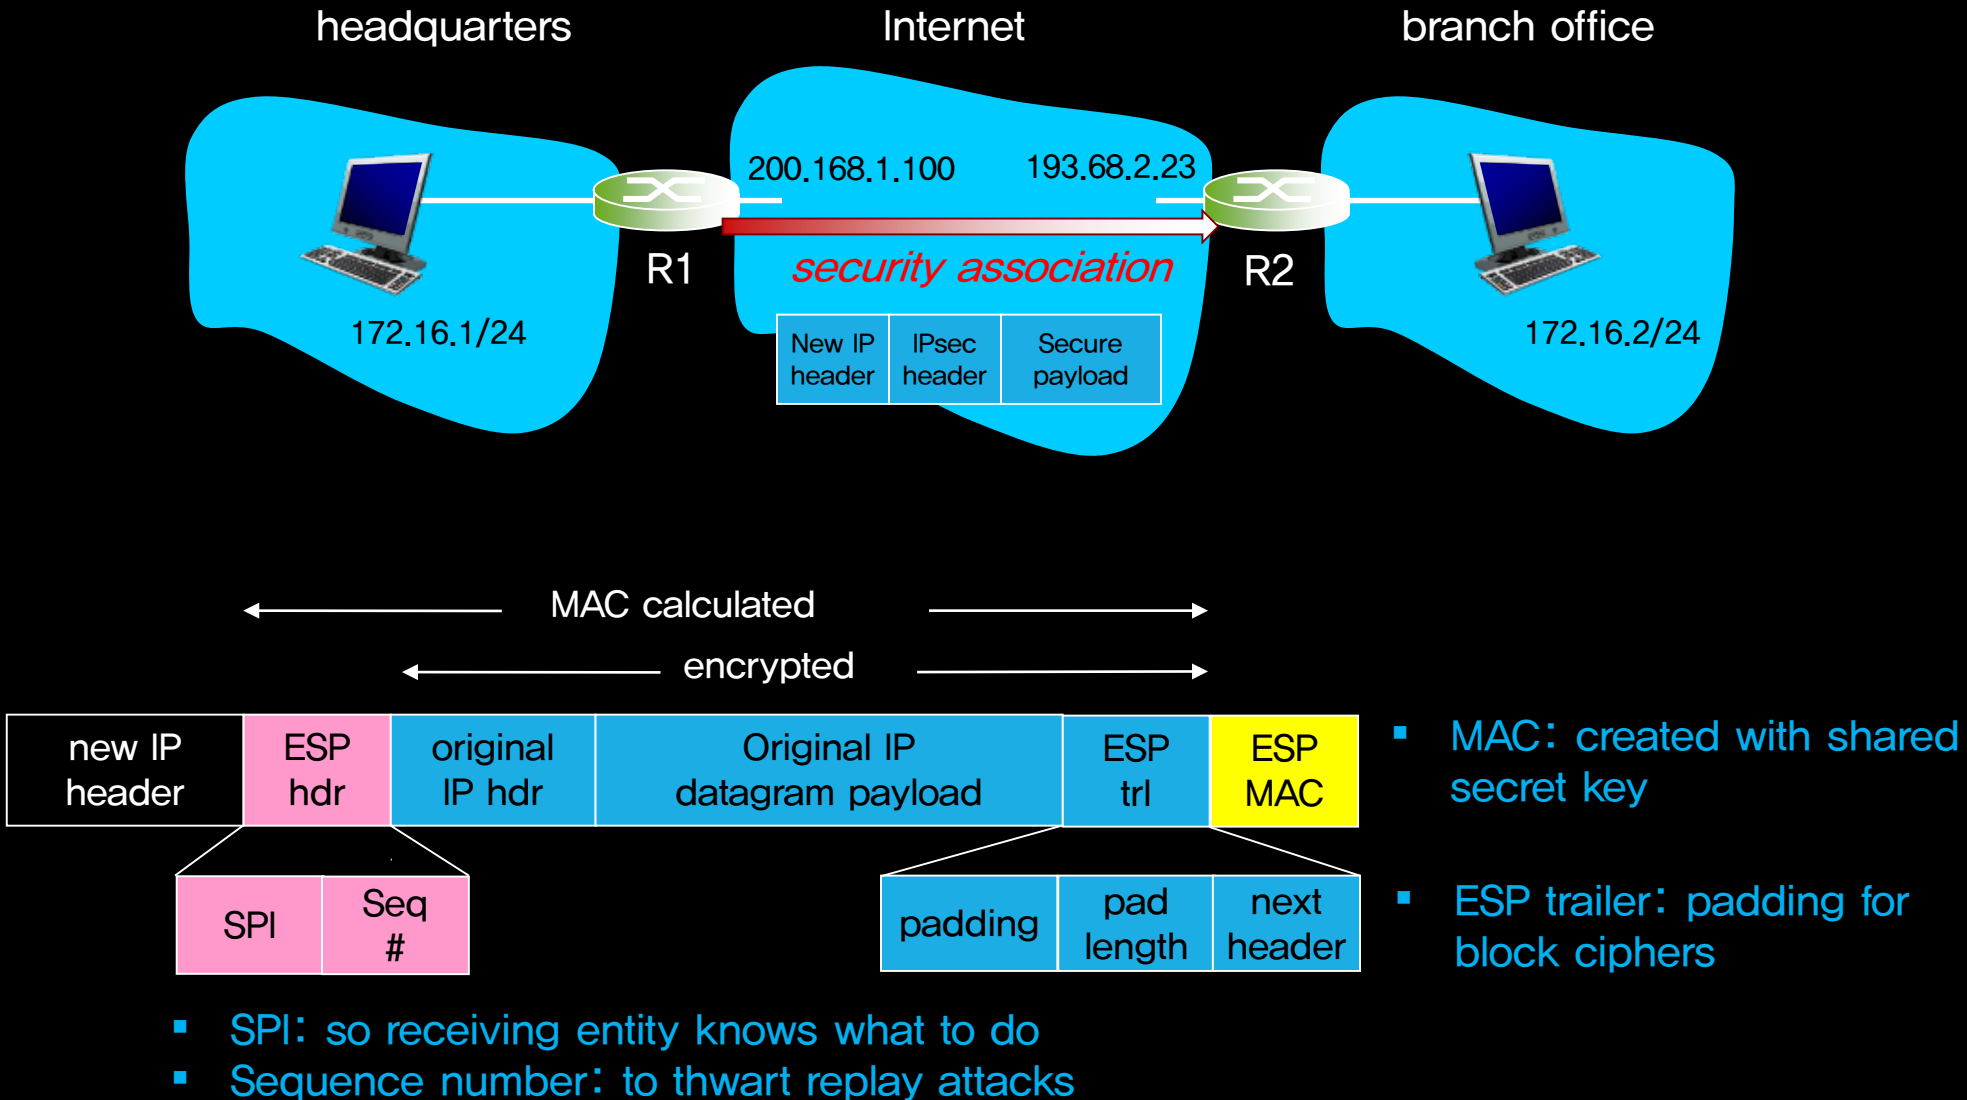 headquarters
Internet
branch office
200.168.1.100
193.68.2.23
R1
security association
R2
172.16.1/24
172.16.2/24
New IP
header
IPsec
header
Secure
payload
MAC calculated
encrypted
new IP
header
ESP
hdr
original
IP hdr
Original IP
datagram payload
ESP
trl
ESP
MAC
▪ MAC: created with shared
secret key
SPI
Seq
#
padding
pad
length
next
header
▪ ESP trailer: padding for
block ciphers
▪ SPI: so receiving entity knows what to do
▪ Sequence number: to thwart replay attacks